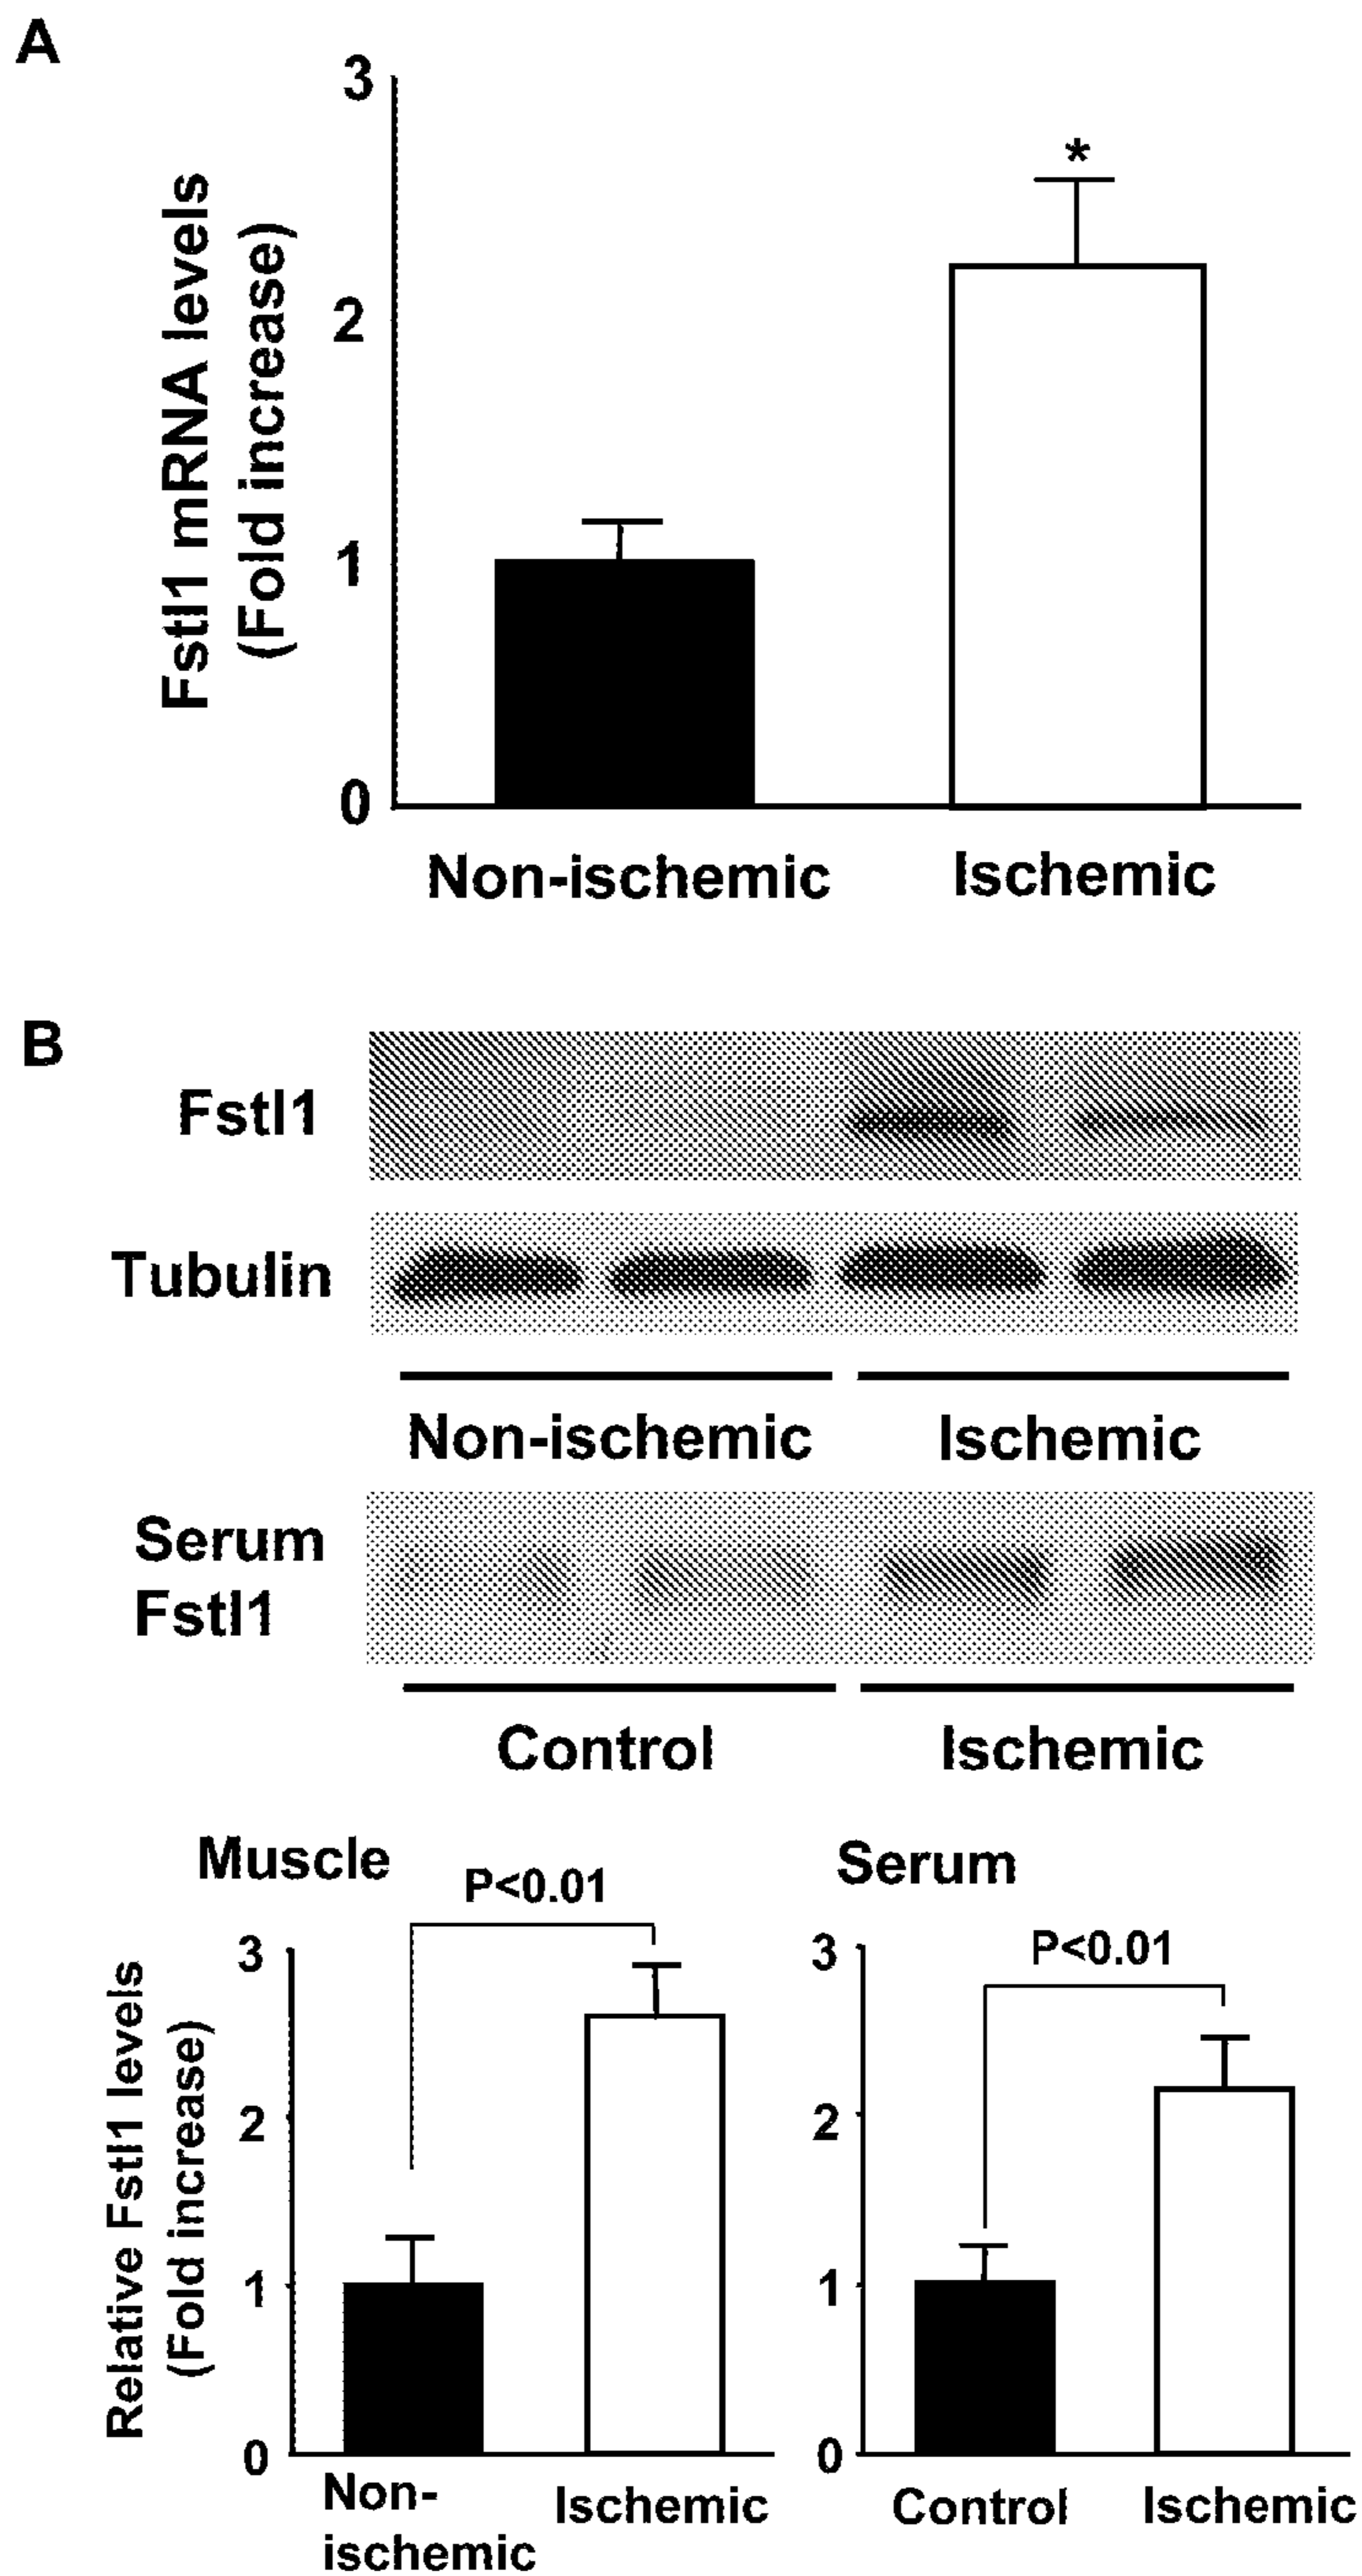 A
3
*
2
1
0
Fstl1 mRNA levels
(Fold increase)
Non-ischemic
Ischemic
B
Fstl1
Tubulin
Non-ischemic
Ischemic
Serum
Fstl1
Control
Ischemic
Muscle
P<0.01
Relative Fstl1 levels
(Fold increase)
3
2
1
0
Non-
ischemic
Ischemic
Serum
P<0.01
3
2
1
0
Control
Ischemic